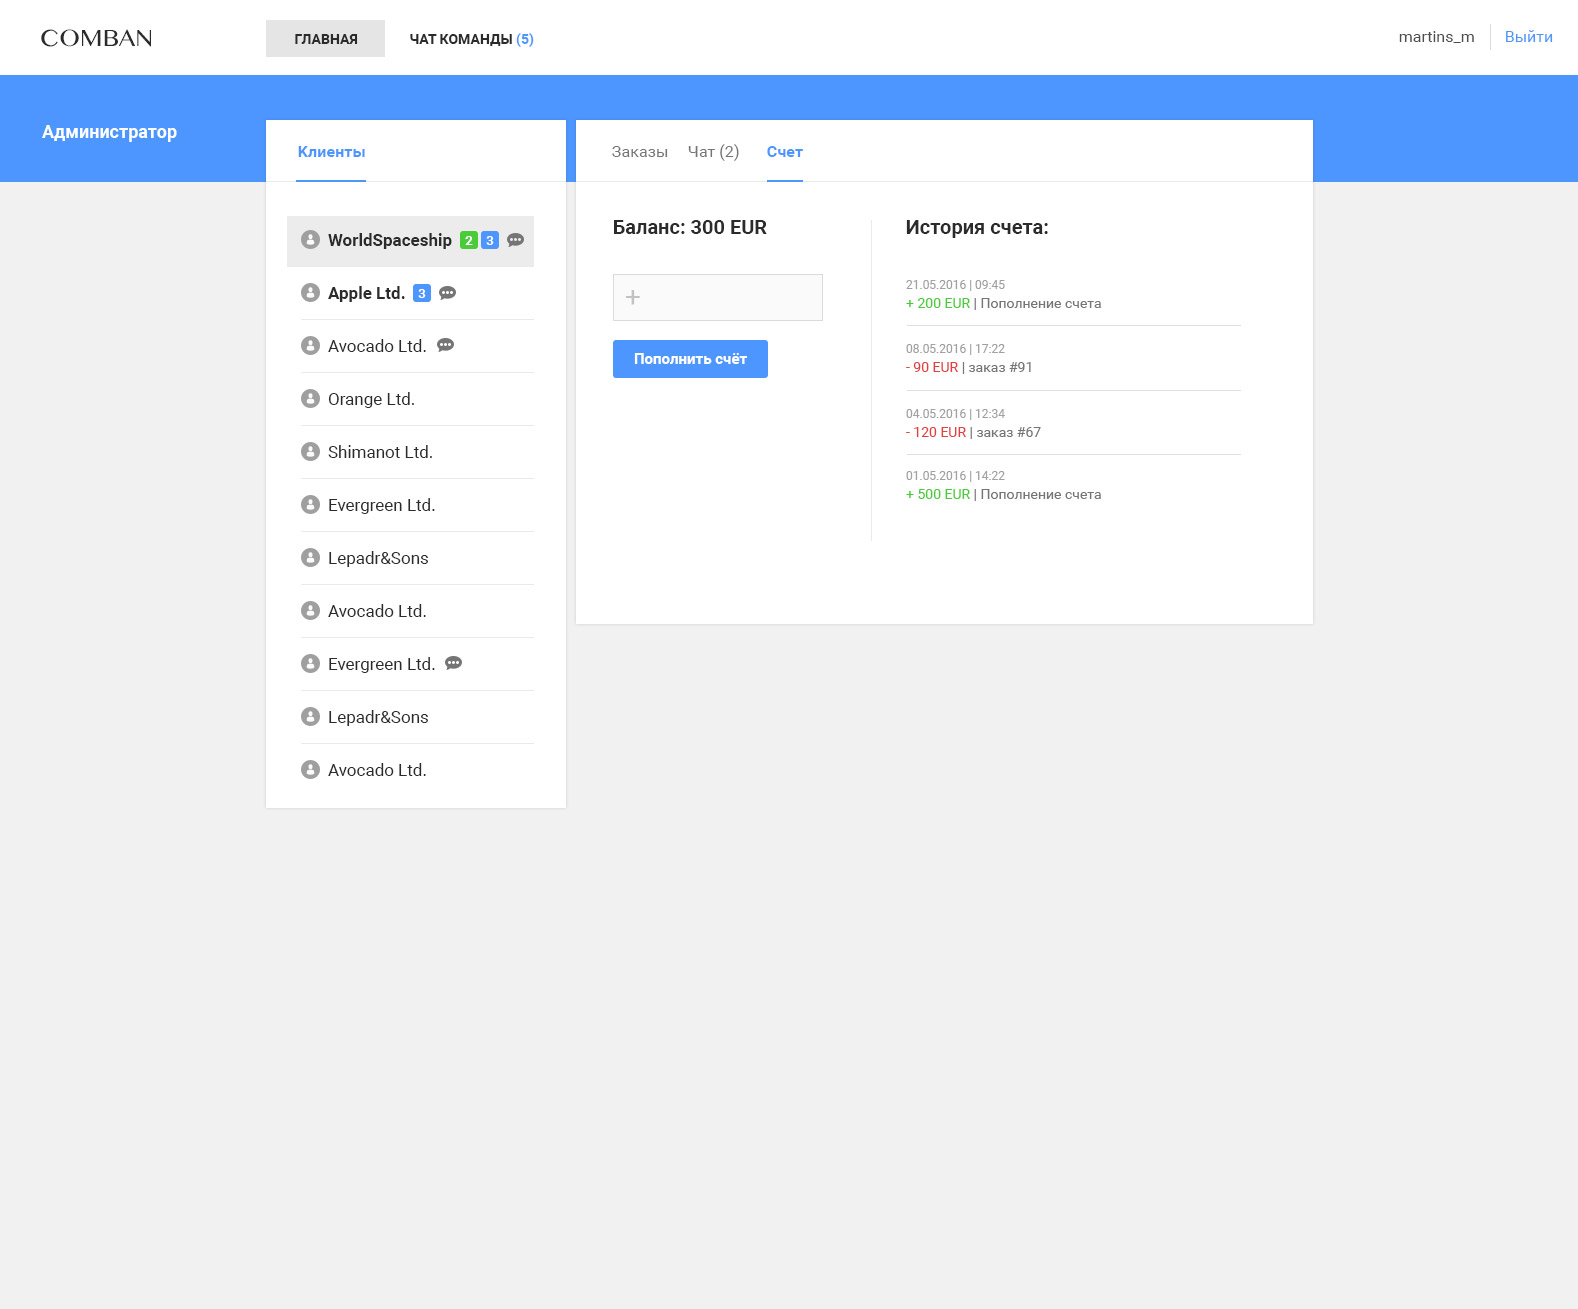 COMBAN
ГЛАВНАЯ
ЧАТ КОМАНДЫ (5)
martins_m
Выйти
Администратор
Клиенты
WorldSpaceship 2 3
Apple Ltd. 3
Avocado Ltd.
Orange Ltd.
Shimanot Ltd.
Evergreen Ltd.
Lepadr&Sons
Avocado Ltd.
Evergreen Ltd.
Lepadr&Sons
Avocado Ltd.
Заказы
Чат (2)
Счет
Баланс: 300 EUR
+
Пополнить счёт
История счета:
21.05.2016 | 09:45
+ 200 EUR | Пополнение счета
08.05.2016 | 17:22
- 90 EUR | заказ #91
04.05.2016 | 12:34
- 120 EUR | заказ #67
01.05.2016 | 14:22
+ 500 EUR | Пополнение счета